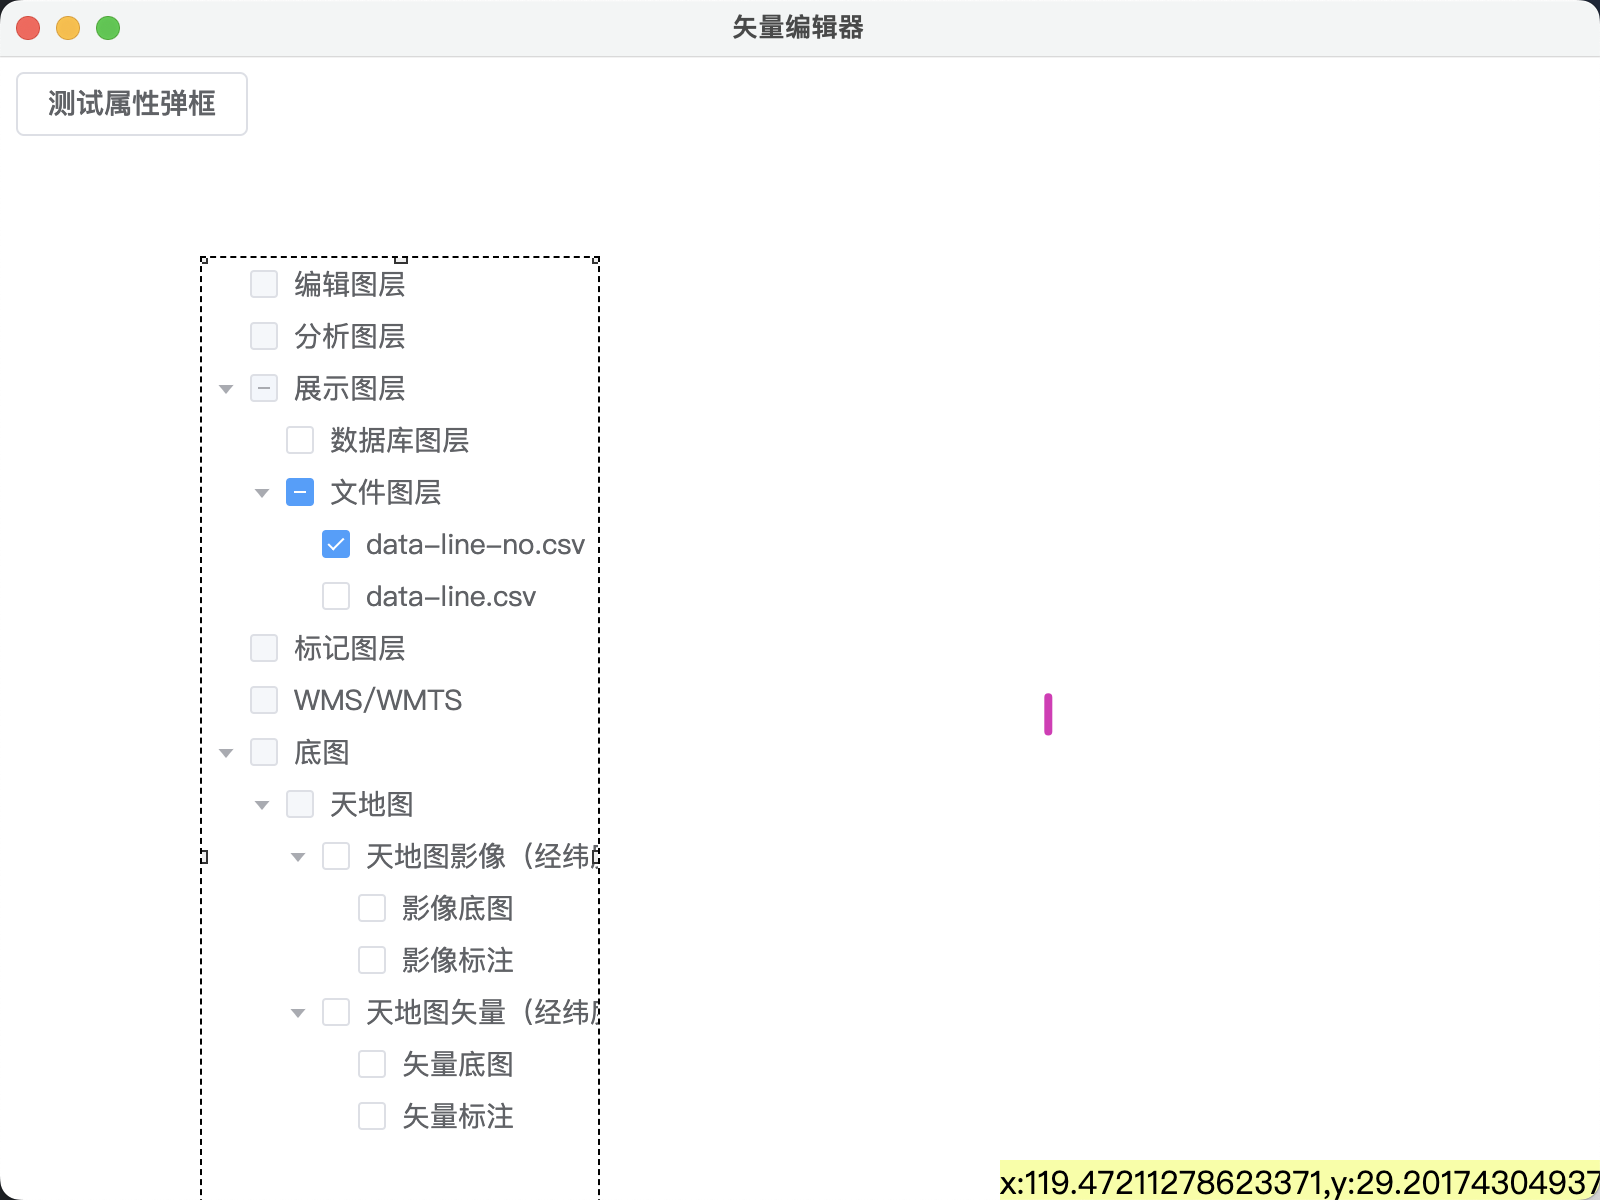 矢量编辑器
测试属性弹框
编辑图层
分析图层
展示图层
数据库图层
文件图层
data-line-no.csv
data-line.csv
标记图层
WMS/WMTS
底图
天地图
天地图影像（经纬
影像底图
影像标注
天地图矢量（经纬
矢量底图
矢量标注
x:119.47211278623371,y:29.20174304937